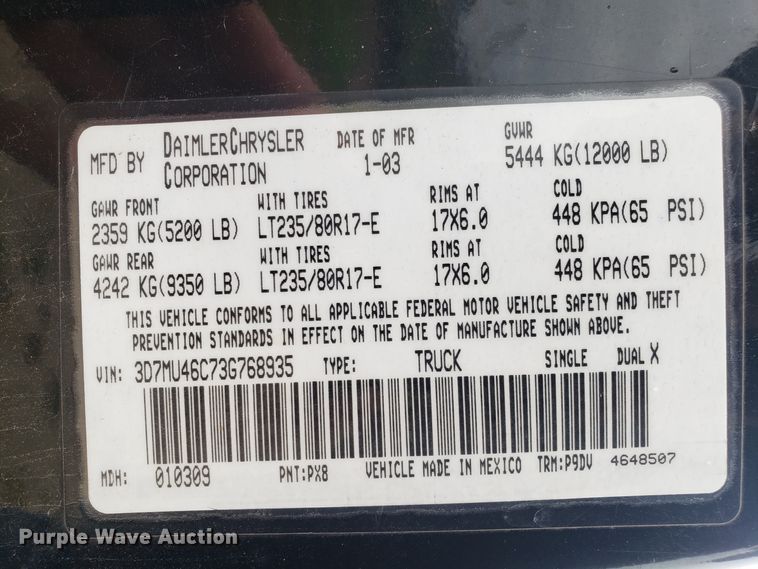 MFD BY DAIMLERCHRYSLER CORPORATION DATE OF MFR 1-03 GVWR 5444 KG(12000 LB)
GAWR FRONT WITH TIRES RIMS AT COLD
2359 KG(5200 LB) LT235/80R17-E 17X6.0 448 KPA(65 PSI)
GAWR REAR WITH TIRES RIMS AT COLD
4242 KG(9350 LB) LT235/80R17-E 17X6.0 448 KPA(65 PSI)
THIS VEHICLE CONFORMS TO ALL APPLICABLE FEDERAL MOTOR VEHICLE SAFETY AND THEFT
PREVENTION STANDARDS IN EFFECT ON THE DATE OF MANUFACTURE SHOWN ABOVE.
VIN: 3D7MU46C73G768935 TYPE: TRUCK SINGLE DUAL X
MDH: 010309 PNT:PX8 VEHICLE MADE IN MEXICO TRM:P9DV 4648507
Purple Wave Auction